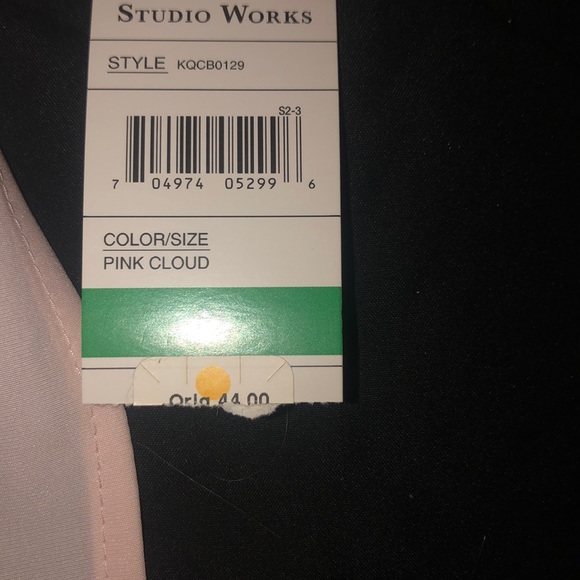 STUDIO WORKS
STYLE KQCB0129
S2-3
7 04974 05299 6
COLOR/SIZE
PINK CLOUD
Orig 44.00